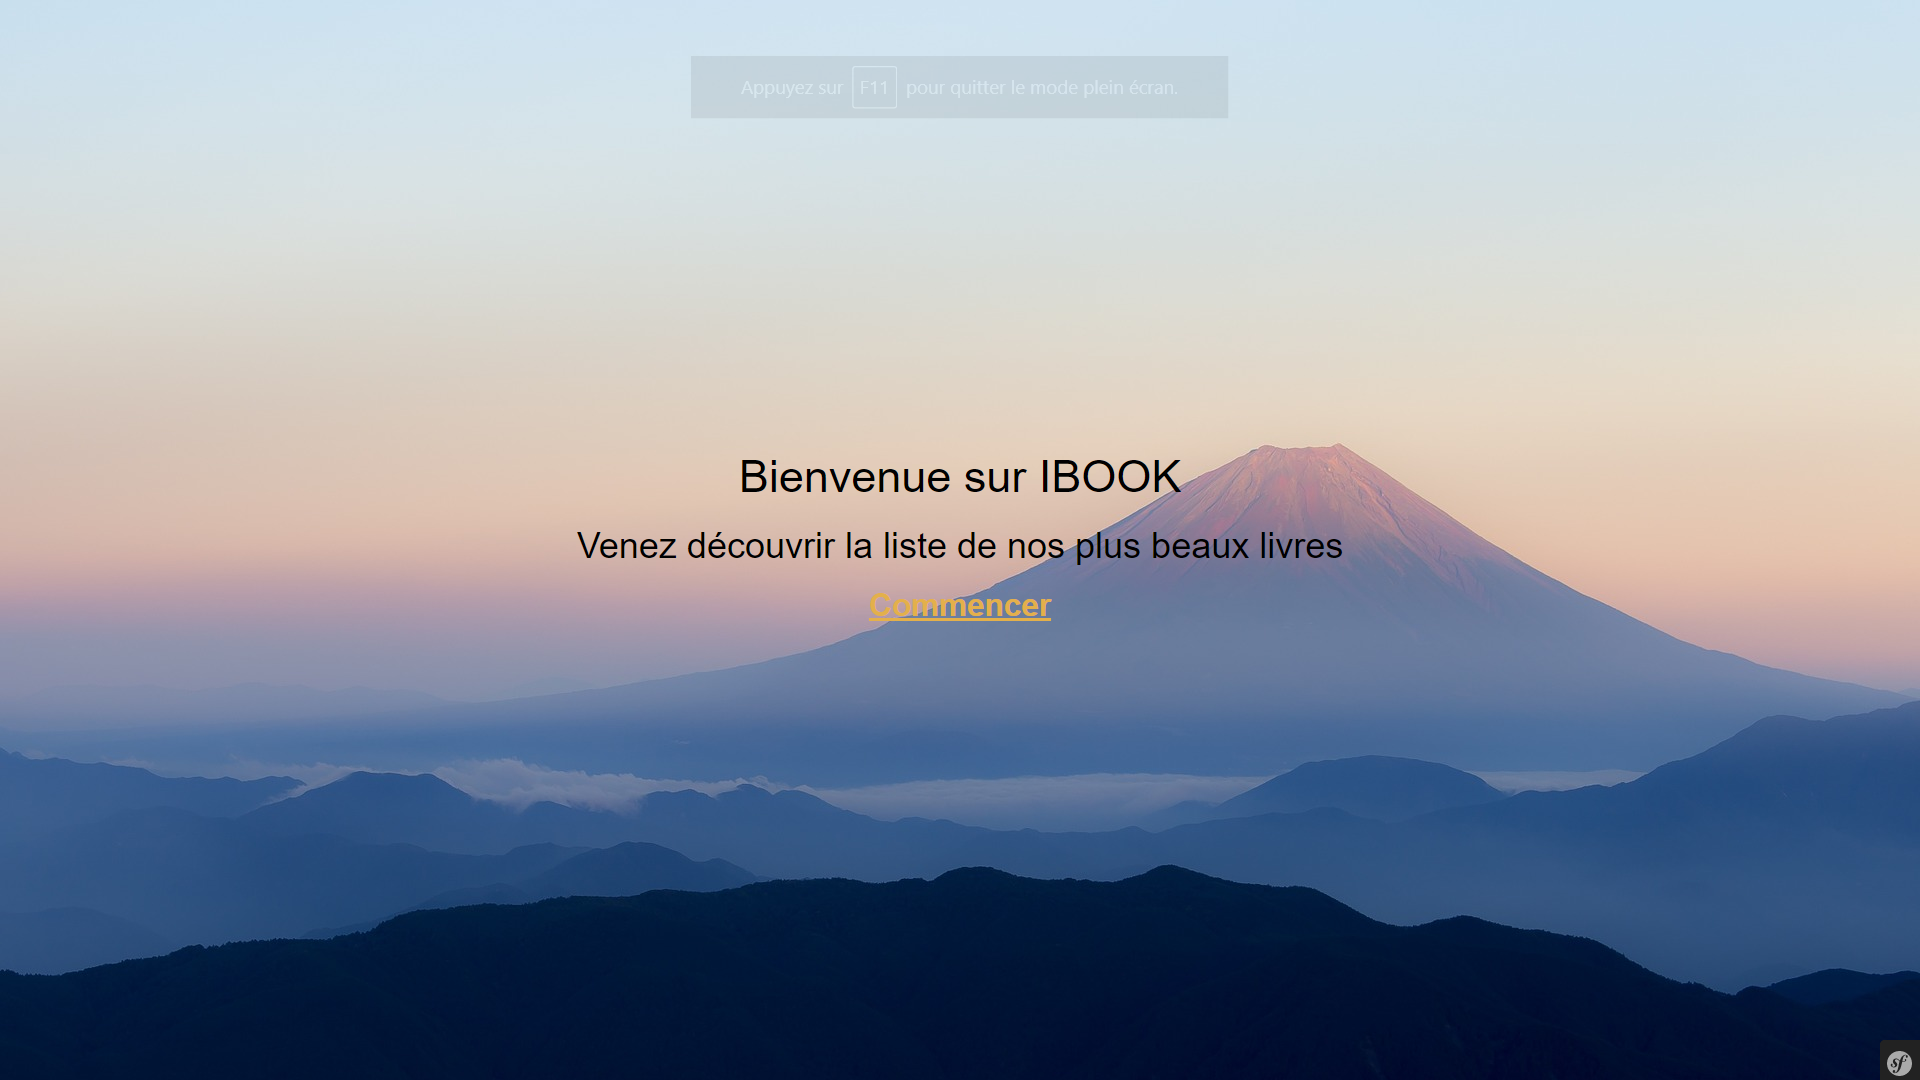 Appuyez sur F11 pour quitter le mode plein écran.
Bienvenue sur IBOOK
Venez découvrir la liste de nos plus beaux livres
Commencer
sf